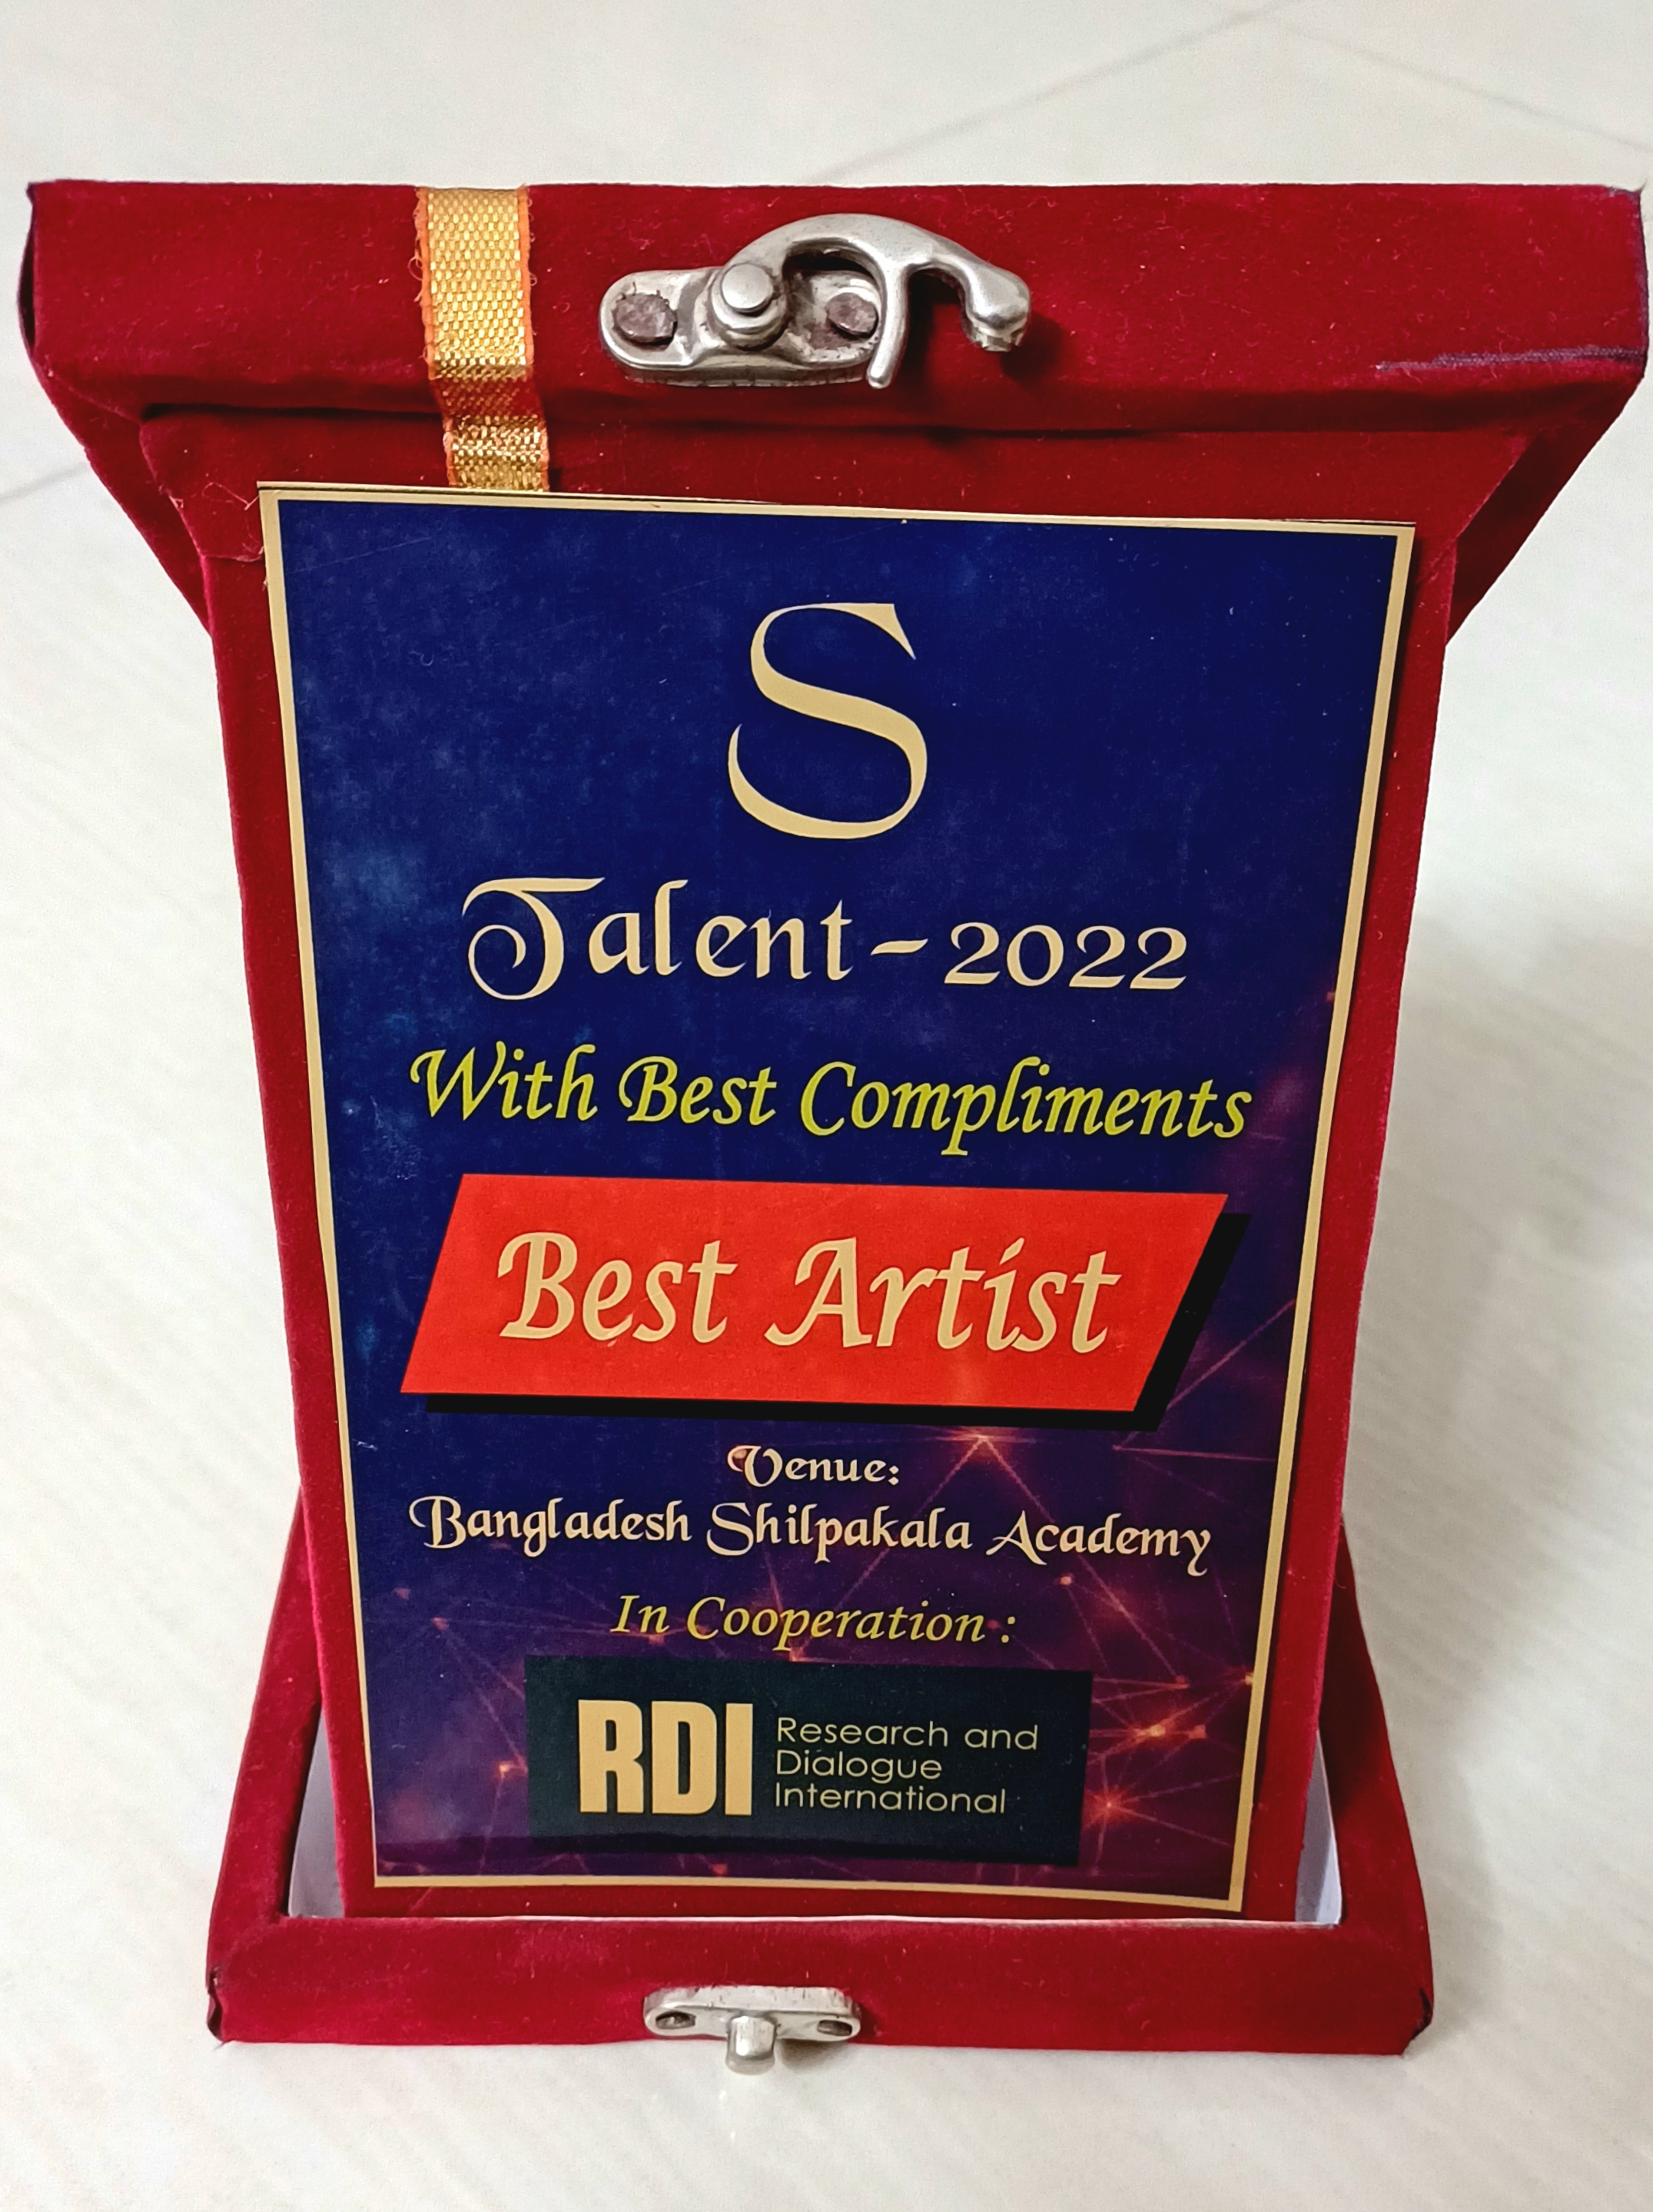 S
Talent-2022
With Best Compliments
Best Artist
Venue:
Bangladesh Shilpakala Academy
In Cooperation :
RDI
Research and
Dialogue
International